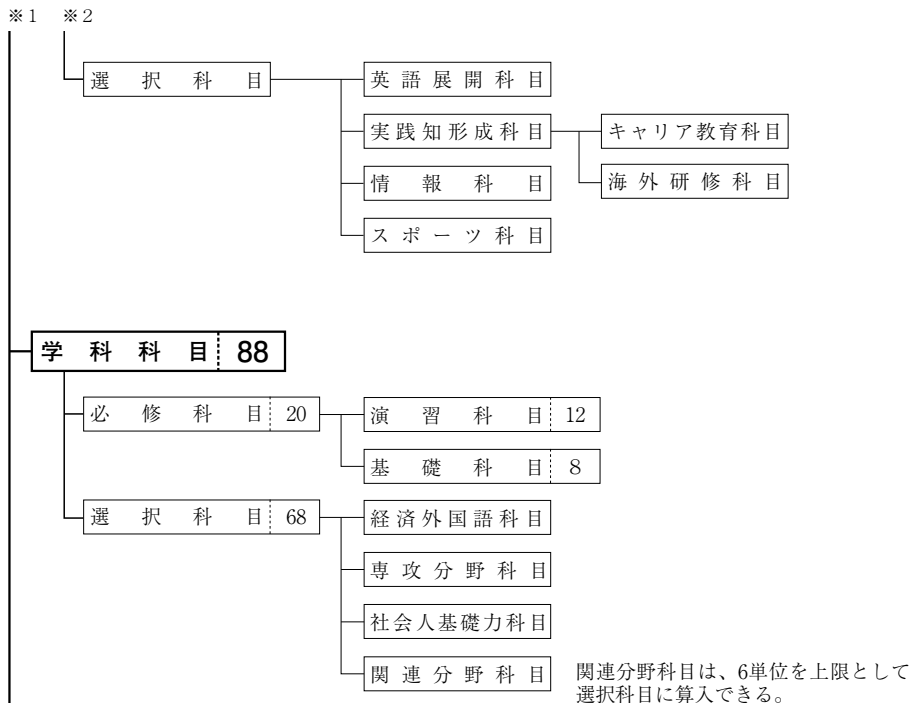 ※1 ※2
選択科目
英語展開科目
実践知形成科目
キャリア教育科目
海外研修科目
情報科目
スポーツ科目
学科科目 88
必修科目 20
演習科目 12
基礎科目 8
選択科目 68
経済外国語科目
専攻分野科目
社会人基礎力科目
関連分野科目
関連分野科目は、6単位を上限として
選択科目に算入できる。